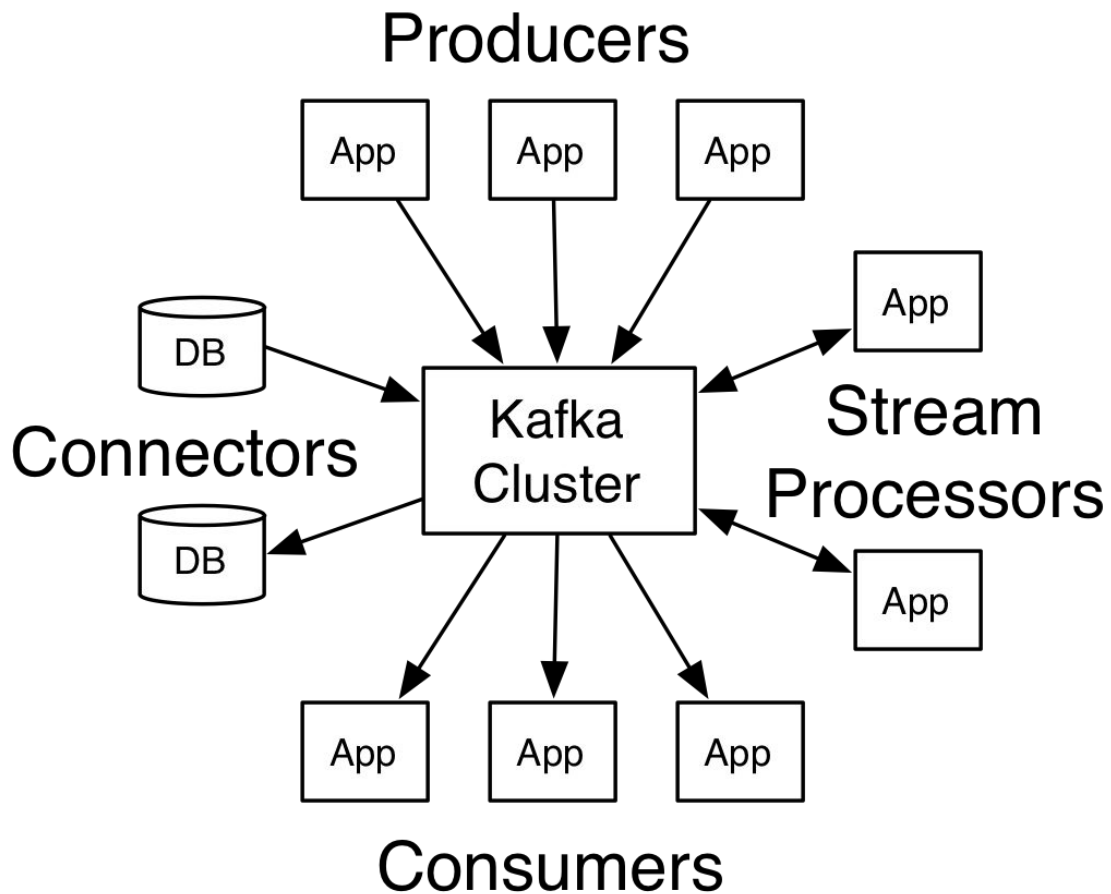 Producers
App
App
App
App
DB
Kafka
Cluster
Stream
Processors
Connectors
DB
App
App
App
App
Consumers